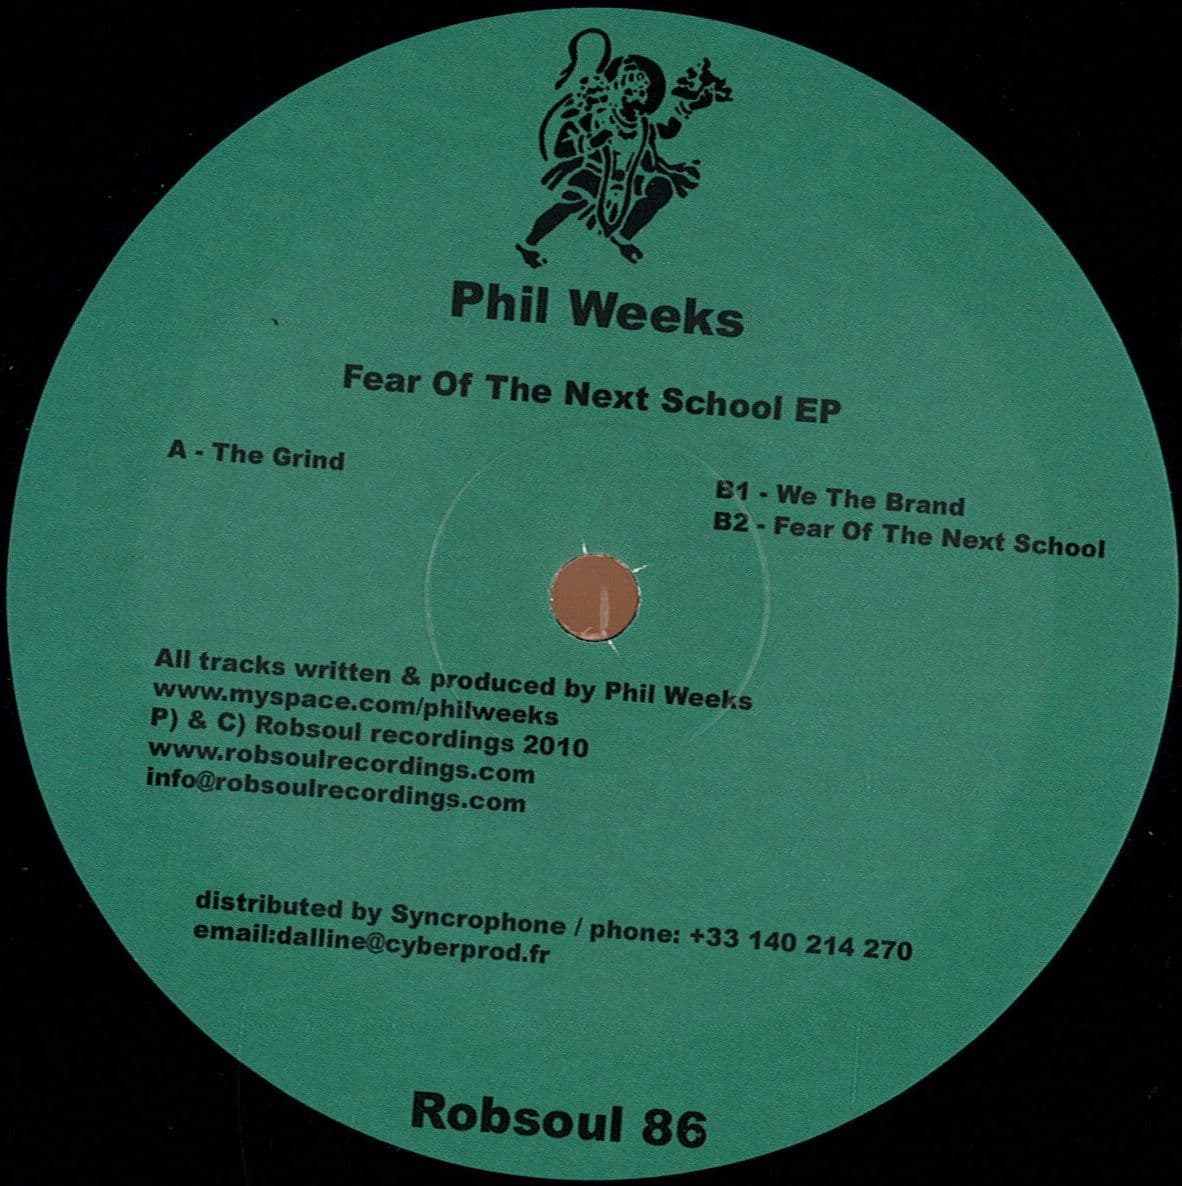 Phil Weeks
Fear Of The Next School EP
A - The Grind
B1 - We The Brand
B2 - Fear Of The Next School
All tracks written & produced by Phil Weeks
www.myspace.com/philweeks
P) & C) Robsoul recordings 2010
www.robsoulrecordings.com
info@robsoulrecordings.com
distributed by Syncrophone / phone: +33 140 214 270
email:dalline@cyberprod.fr
Robsoul 86